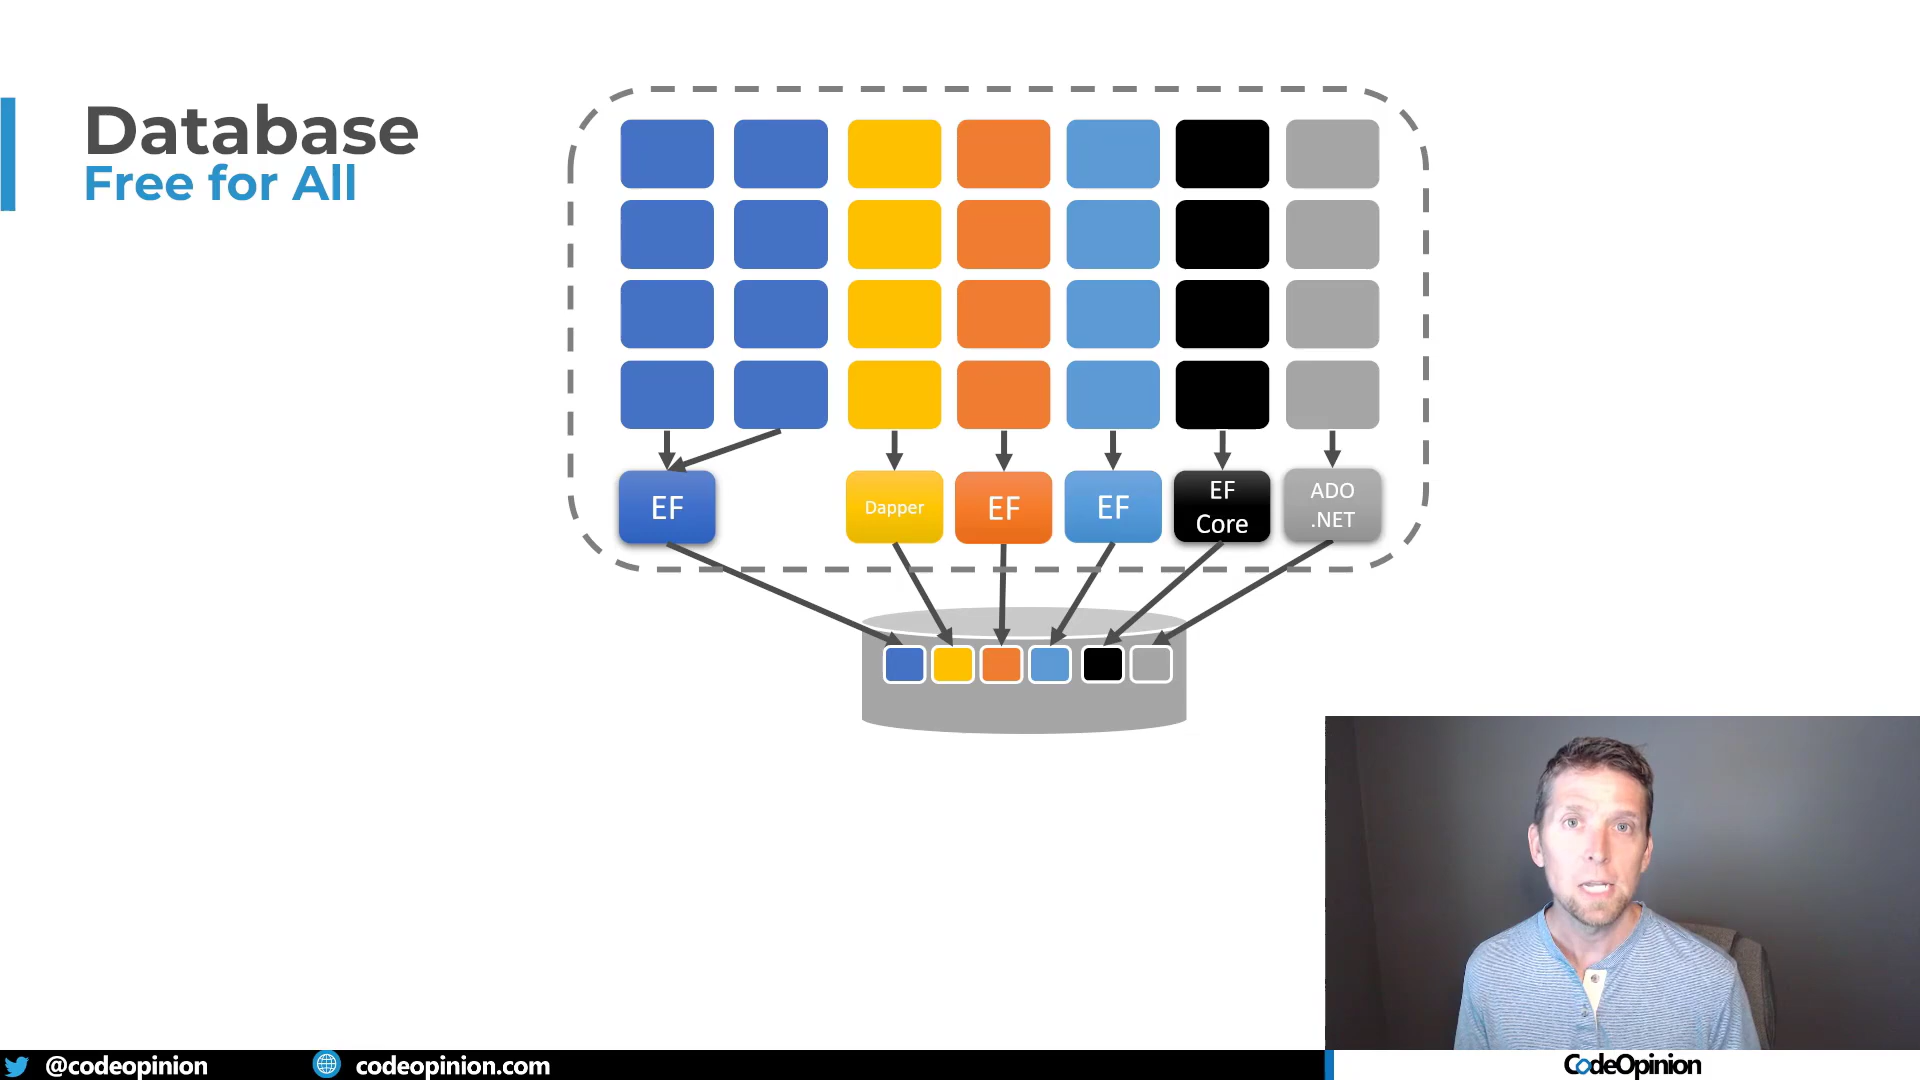 Database
Free for All
EF
Dapper
EF
EF
EF
Core
ADO
.NET
@codeopinion
codeopinion.com
CodeOpinion